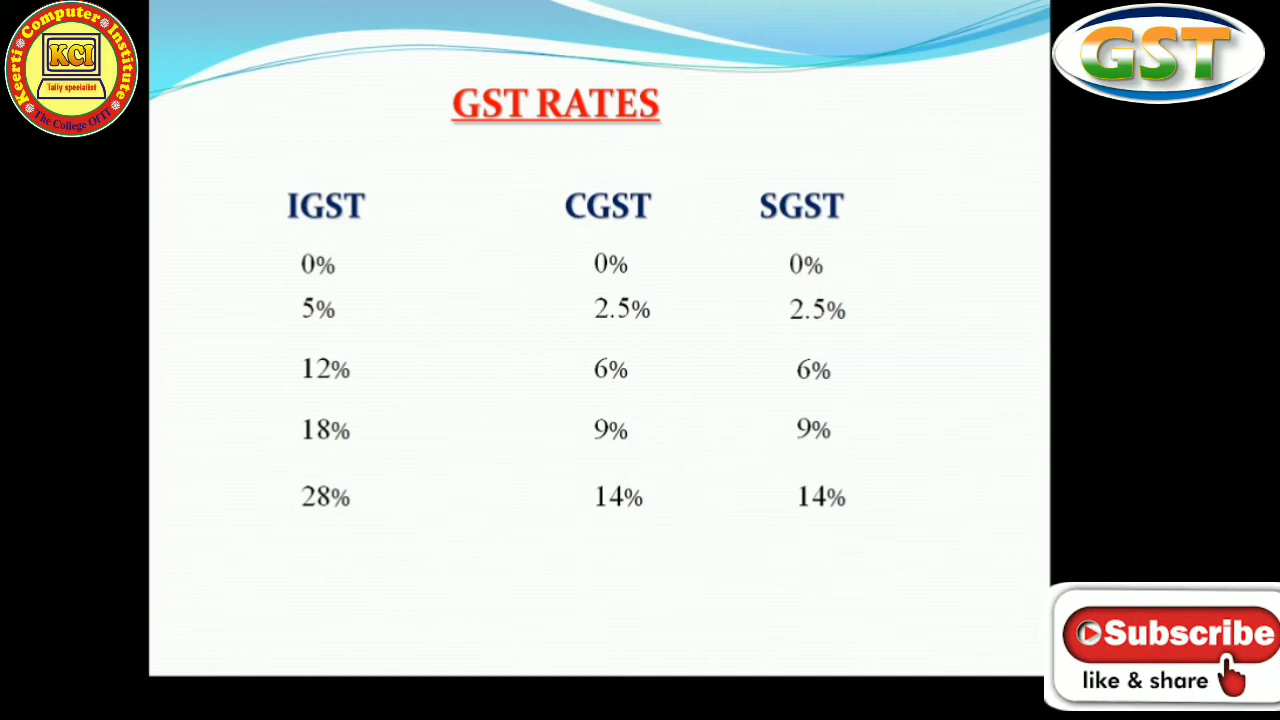 Keerti Computer Institute
KCI
Tally specialist
The College Of IT
GST
GST RATES
IGST CGST SGST
0% 0% 0%
5% 2.5% 2.5%
12% 6% 6%
18% 9% 9%
28% 14% 14%
Subscribe
like & share